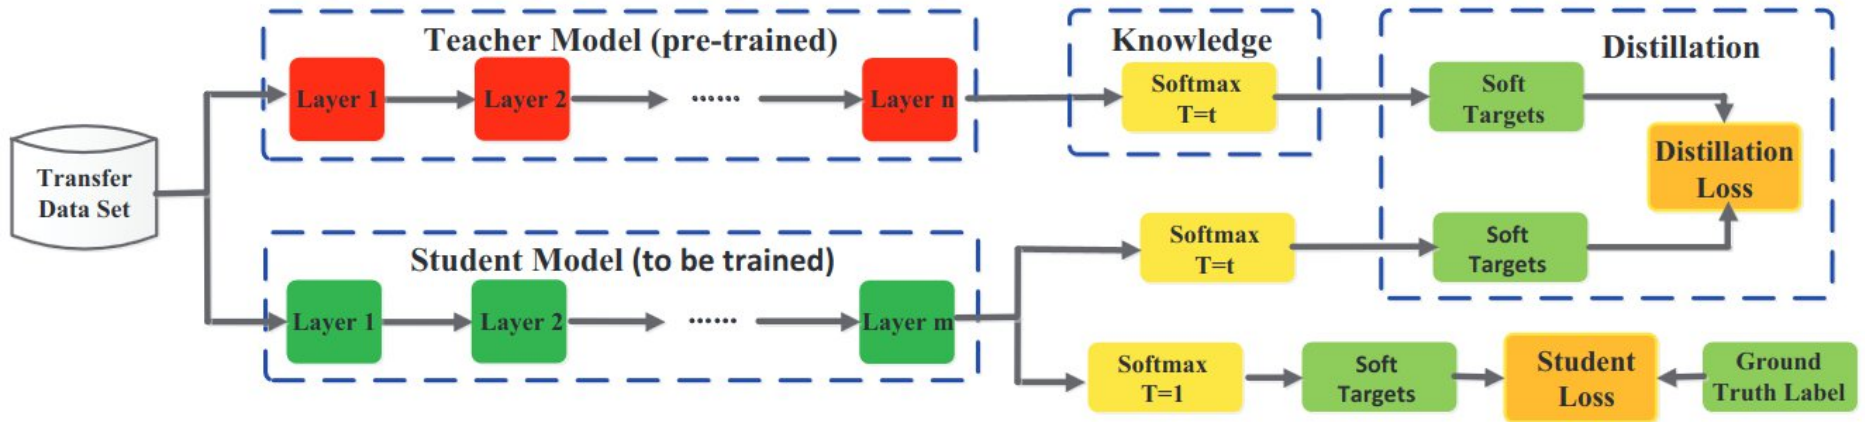 Transfer
Data Set
Teacher Model (pre-trained)
Layer 1
Layer 2
......
Layer n
Knowledge
Softmax
T=t
Distillation
Soft
Targets
Distillation
Loss
Student Model (to be trained)
Layer 1
Layer 2
......
Layer m
Softmax
T=t
Soft
Targets
Softmax
T=1
Soft
Targets
Student
Loss
Ground
Truth Label